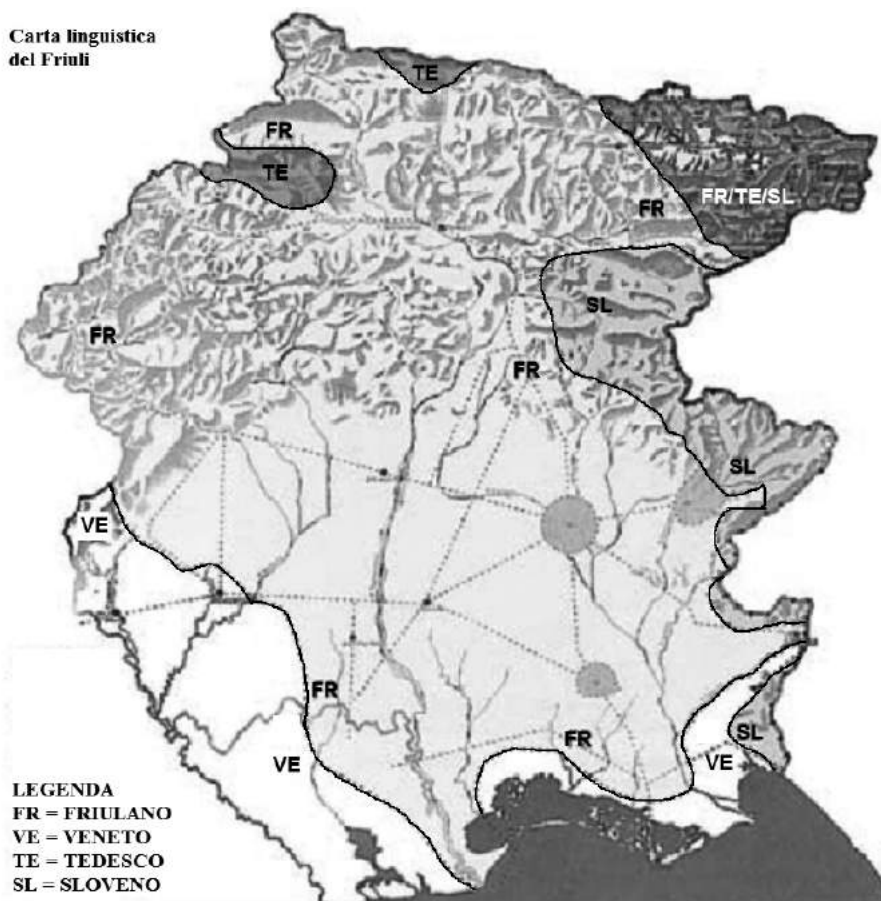 Carta linguistica
del Friuli
TE
FR
TE
FR/TE/SL
FR
SL
FR
FR
SL
VE
FR
FR
VE
SL
VE
LEGENDA
FR = FRIULANO
VE = VENETO
TE = TEDESCO
SL = SLOVENO